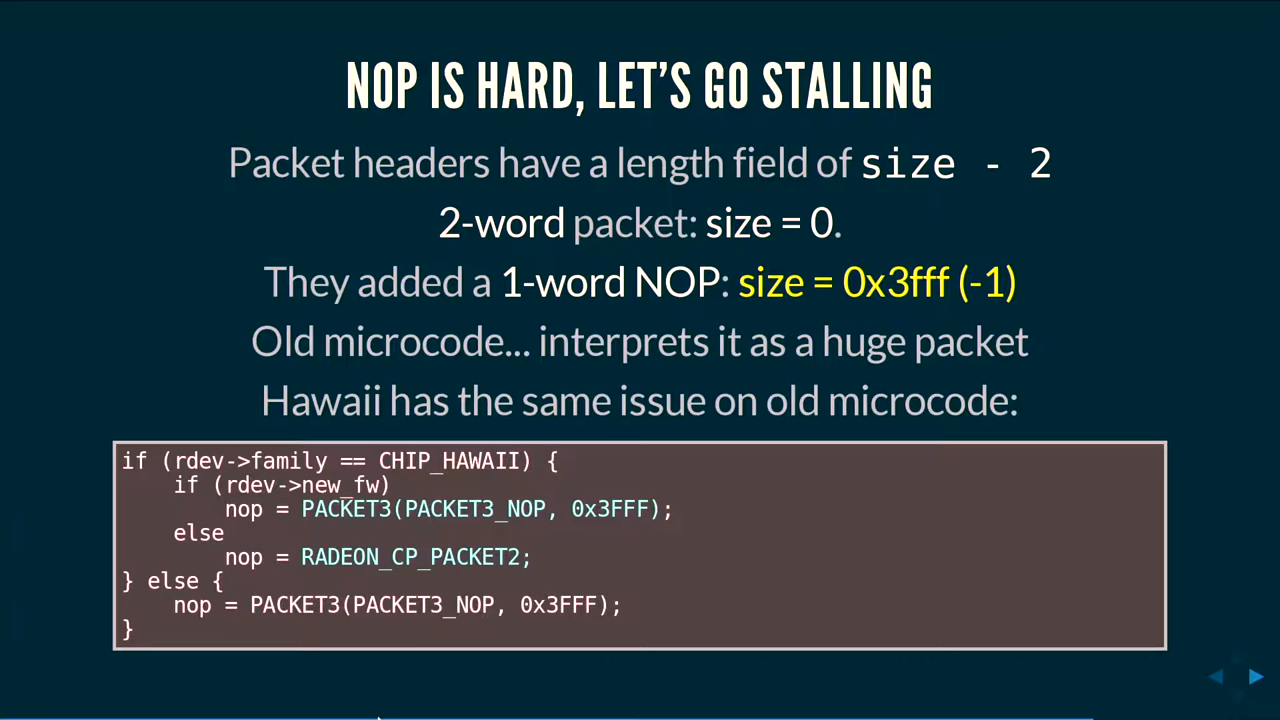 NOP IS HARD, LET'S GO STALLING
Packet headers have a length field of size - 2
2-word packet: size = 0.
They added a 1-word NOP: size = 0x3fff (-1)
Old microcode... interprets it as a huge packet
Hawaii has the same issue on old microcode:
if (rdev->family == CHIP_HAWAII) {
    if (rdev->new_fw)
        nop = PACKET3(PACKET3_NOP, 0x3FFF);
    else
        nop = RADEON_CP_PACKET2;
} else {
    nop = PACKET3(PACKET3_NOP, 0x3FFF);
}